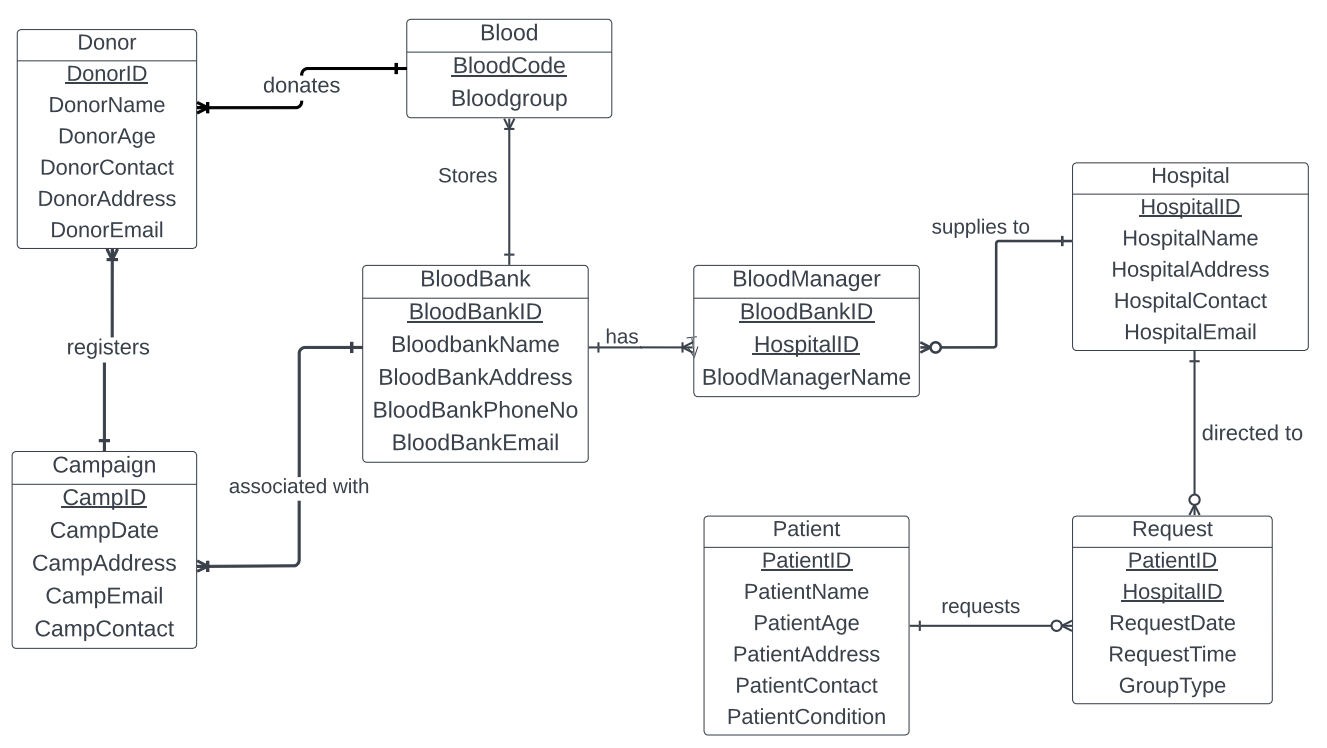 Donor
DonorID
DonorName
DonorAge
DonorContact
DonorAddress
DonorEmail
donates
Blood
BloodCode
Bloodgroup
Stores
registers
BloodBank
BloodBankID
BloodbankName
BloodBankAddress
BloodBankPhoneNo
BloodBankEmail
has
BloodManager
BloodBankID
HospitalID
BloodManagerName
supplies to
Hospital
HospitalID
HospitalName
HospitalAddress
HospitalContact
HospitalEmail
directed to
associated with
Campaign
CampID
CampDate
CampAddress
CampEmail
CampContact
Patient
PatientID
PatientName
PatientAge
PatientAddress
PatientContact
PatientCondition
requests
Request
PatientID
HospitalID
RequestDate
RequestTime
GroupType